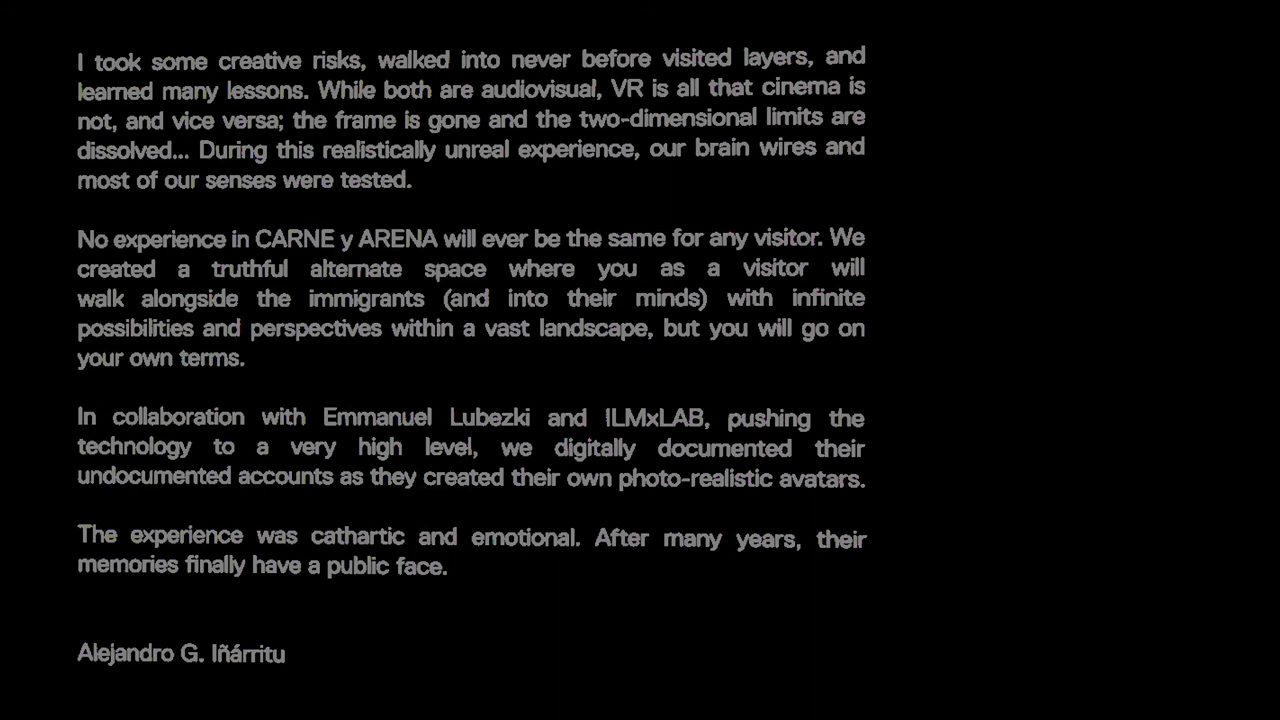 I took some creative risks, walked into never before visited layers, and
learned many lessons. While both are audiovisual, VR is all that cinema is
not, and vice versa; the frame is gone and the two-dimensional limits are
dissolved... During this realistically unreal experience, our brain wires and
most of our senses were tested.
No experience in CARNE y ARENA will ever be the same for any visitor. We
created a truthful alternate space where you as a visitor will
walk alongside the immigrants (and into their minds) with infinite
possibilities and perspectives within a vast landscape, but you will go on
your own terms.
In collaboration with Emmanuel Lubezki and ILMxLAB, pushing the
technology to a very high level, we digitally documented their
undocumented accounts as they created their own photo-realistic avatars.
The experience was cathartic and emotional. After many years, their
memories finally have a public face.
Alejandro G. Iñárritu